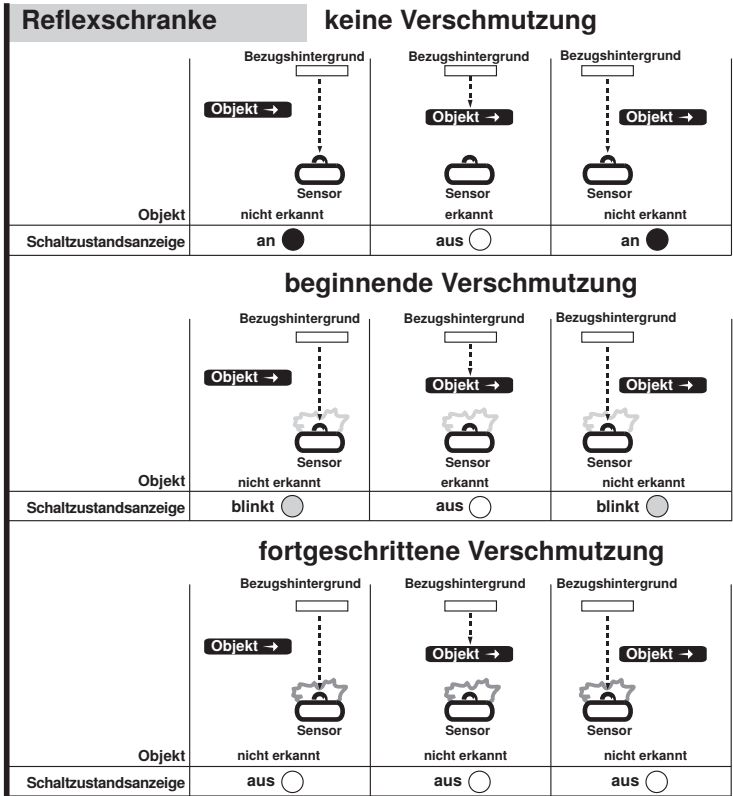 Reflexschranke keine Verschmutzung
Bezugshintergrund Bezugshintergrund Bezugshintergrund
Objekt → Objekt → Objekt →
Sensor Sensor Sensor
Objekt nicht erkannt erkannt nicht erkannt
Schaltzustandsanzeige an aus an
beginnende Verschmutzung
Bezugshintergrund Bezugshintergrund Bezugshintergrund
Objekt → Objekt → Objekt →
Sensor Sensor Sensor
Objekt nicht erkannt erkannt nicht erkannt
Schaltzustandsanzeige blinkt aus blinkt
fortgeschrittene Verschmutzung
Bezugshintergrund Bezugshintergrund Bezugshintergrund
Objekt → Objekt → Objekt →
Sensor Sensor Sensor
Objekt nicht erkannt nicht erkannt nicht erkannt
Schaltzustandsanzeige aus aus aus